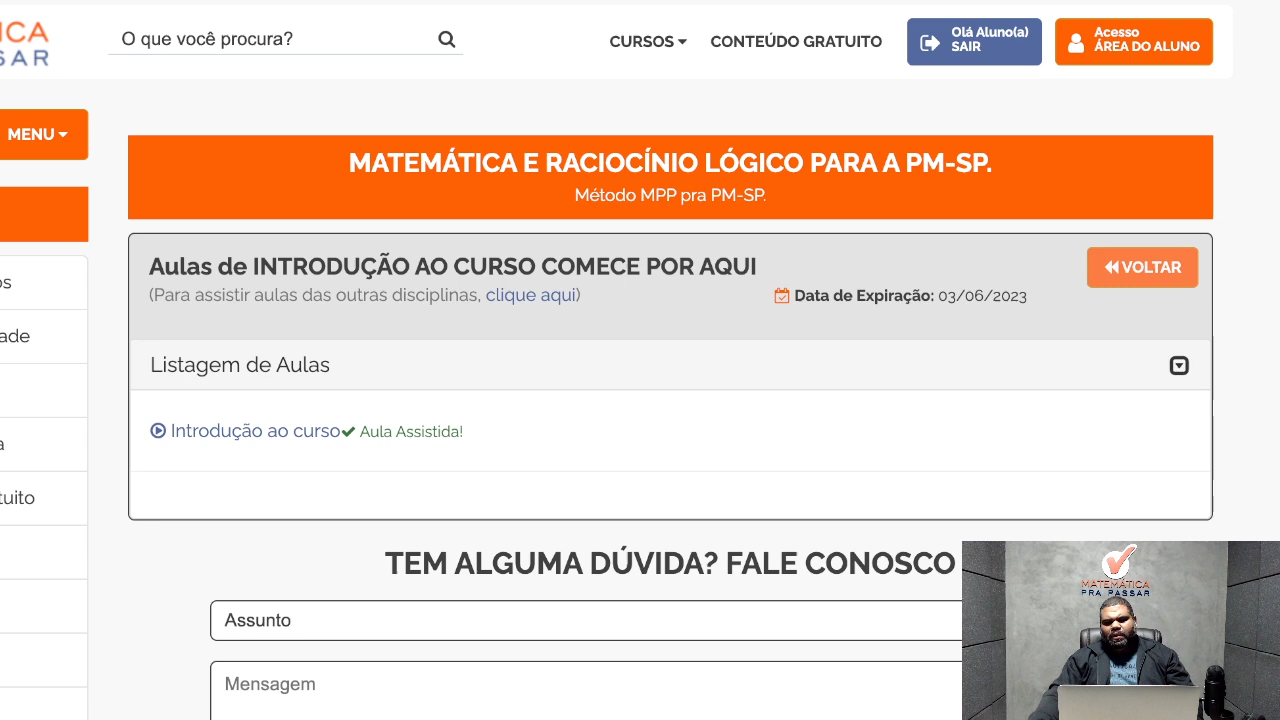 ICA
SAR
O que você procura?
CURSOS
CONTEÚDO GRATUITO
Olá Aluno(a)
SAIR
Acesso
ÁREA DO ALUNO
MENU
MATEMÁTICA E RACIOCÍNIO LÓGICO PARA A PM-SP.
Método MPP pra PM-SP.
os
ade
a
tuito
Aulas de INTRODUÇÃO AO CURSO COMECE POR AQUI
VOLTAR
(Para assistir aulas das outras disciplinas, clique aqui)
Data de Expiração: 03/06/2023
Listagem de Aulas
Introdução ao curso Aula Assistida!
TEM ALGUMA DÚVIDA? FALE CONOSCO
Assunto
Mensagem
MATEMÁTICA
PRA PASSAR